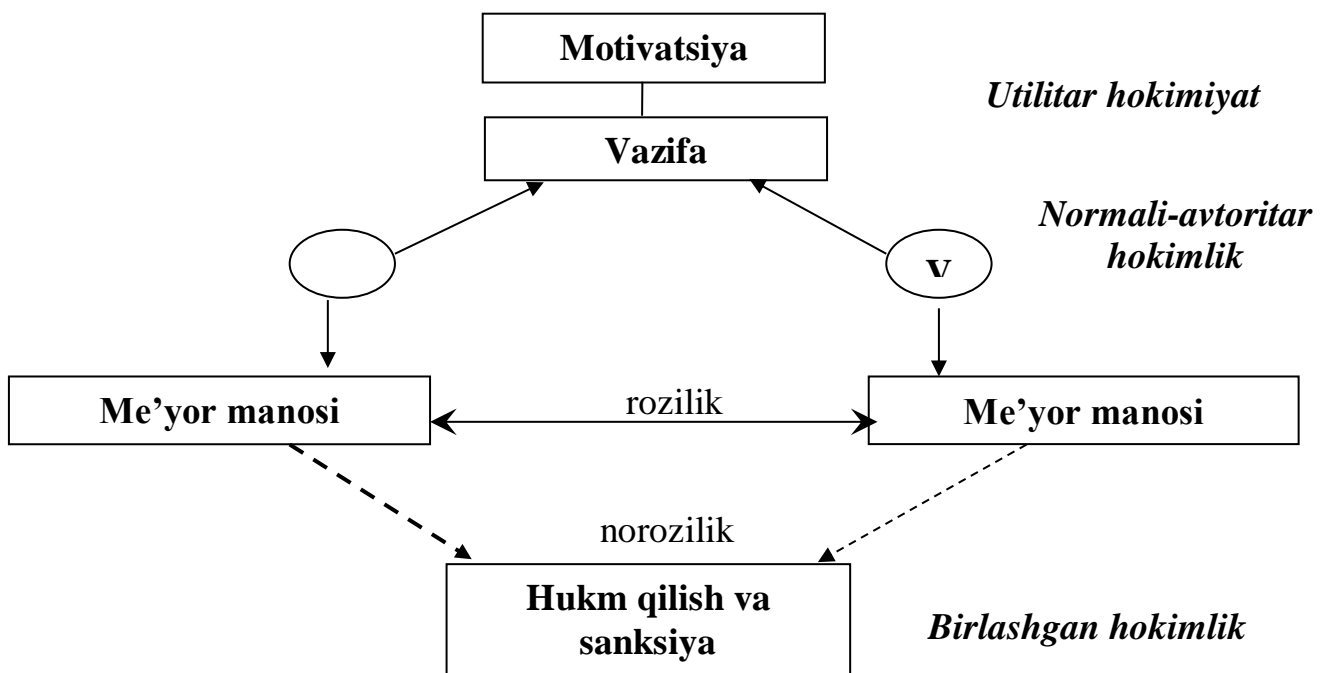 Motivatsiya
Utilitar hokimiyat
Vazifa
Normali-avtoritar
hokimlik
v
Me’yor manosi
rozilik
Me’yor manosi
norozilik
Hukm qilish va
sanksiya
Birlashgan hokimlik